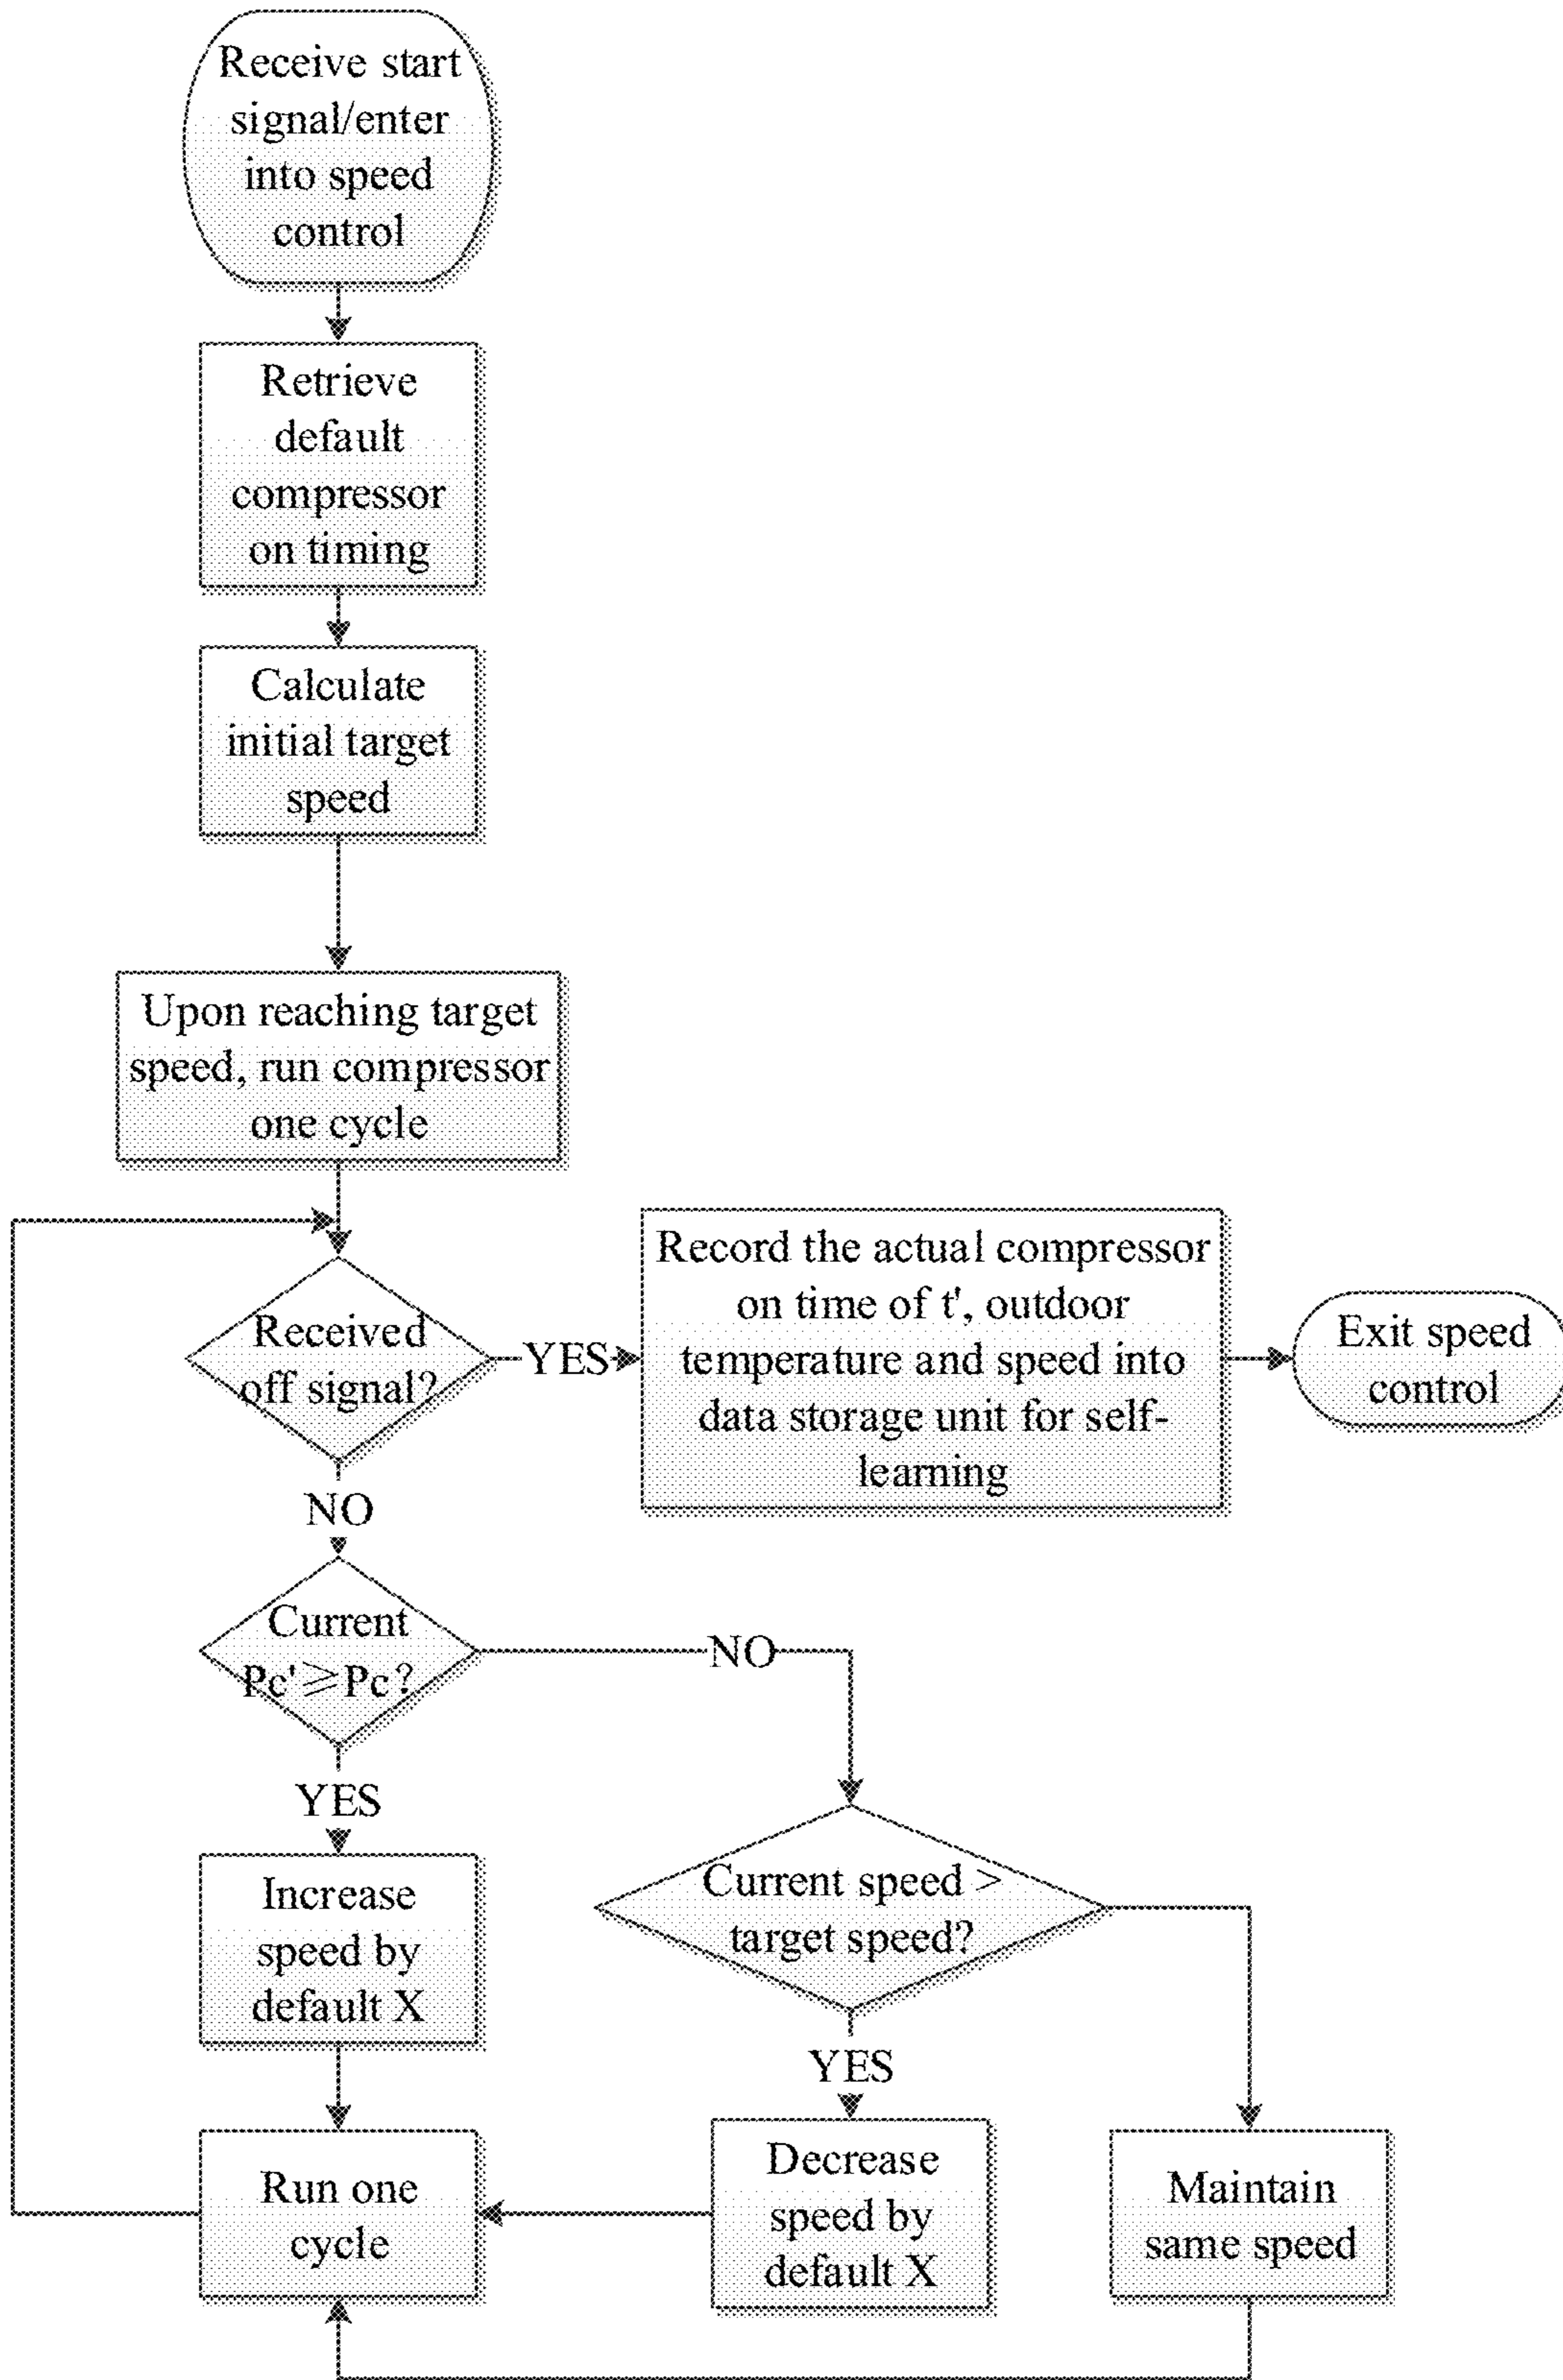 Receive start
signal/enter
into speed
control
Retrieve
default
compressor
on timing
Calculate
initial target
speed
Upon reaching target
speed, run compressor
one cycle
Received
off signal?
YES
Record the actual compressor
on time of t', outdoor
temperature and speed into
data storage unit for self-
learning
Exit speed
control
NO
Current
Pc'≥Pc?
NO
YES
Current speed >
target speed?
Increase
speed by
default X
YES
Run one
cycle
Decrease
speed by
default X
Maintain
same speed